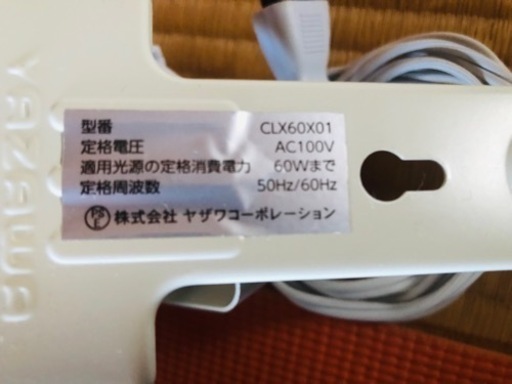 型番 CLX60X01
定格電圧 AC100V
適用光源の定格消費電力 60Wまで
定格周波数 50Hz/60Hz
株式会社 ヤザワコーポレーション
YAZAWA